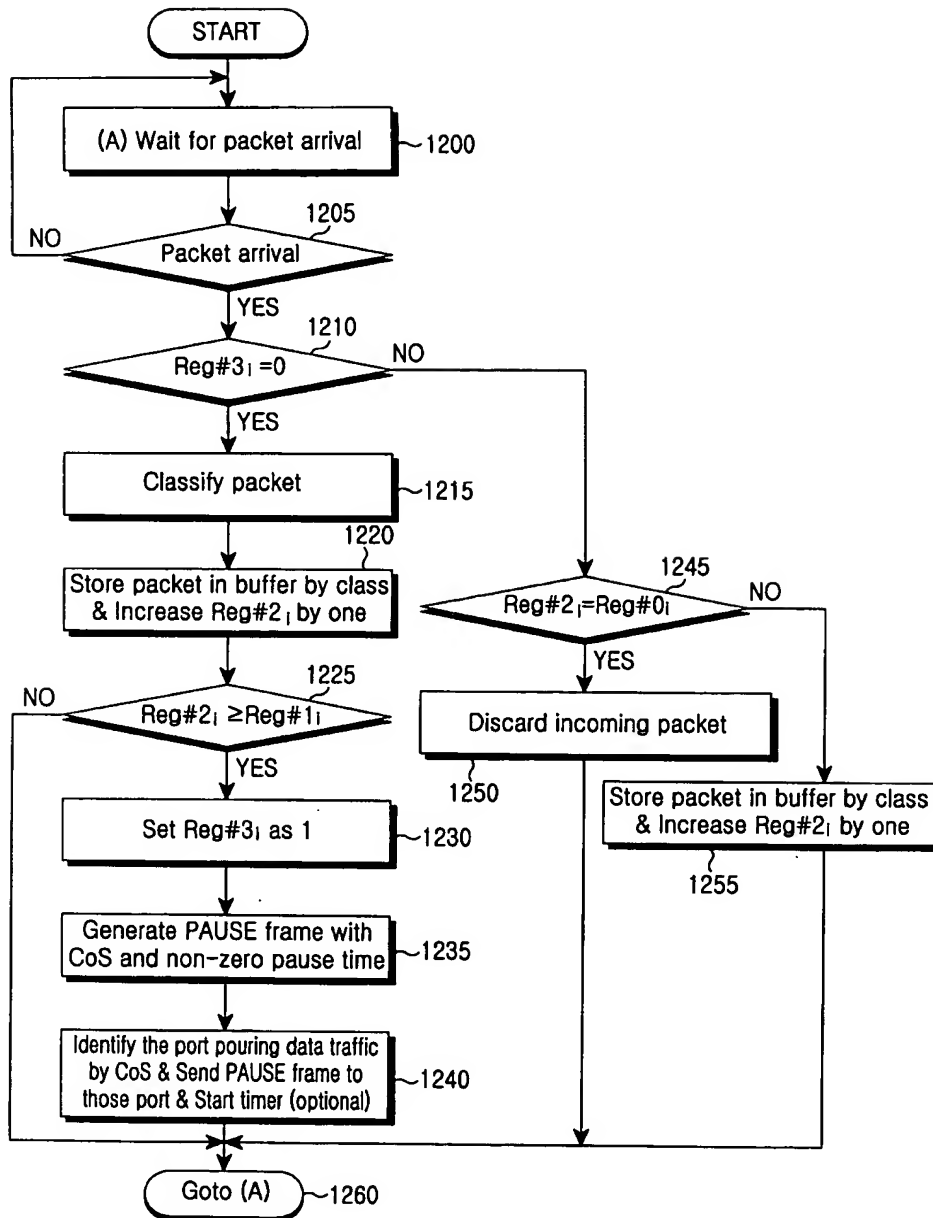 START
(A) Wait for packet arrival
1200
1205
NO
Packet arrival
YES
1210
NO
Reg#3i =0
YES
Classify packet
1215
1220
Store packet in buffer by class
& Increase Reg#2i by one
1245
Reg#2i=Reg#0i
NO
YES
1225
NO
Reg#2i ≥Reg#1i
YES
Discard incoming packet
1250
Store packet in buffer by class
& Increase Reg#2i by one
1255
Set Reg#3i as 1
1230
Generate PAUSE frame with
CoS and non-zero pause time
1235
Identify the port pouring data traffic
by CoS & Send PAUSE frame to
those port & Start timer (optional)
1240
Goto (A)
1260